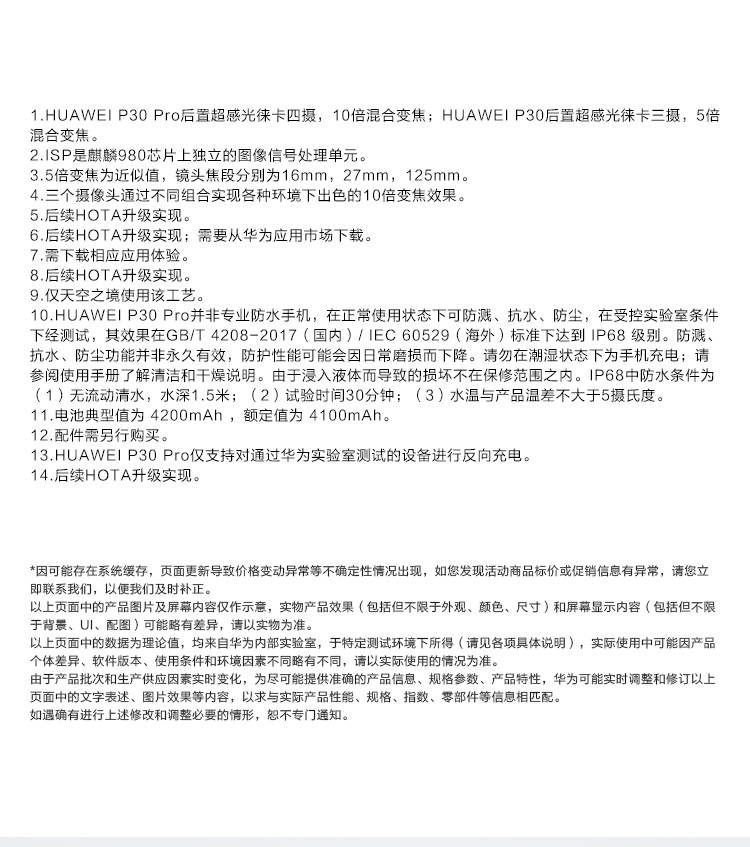 1.HUAWEI P30 Pro后置超感光徕卡四摄，10倍混合变焦；HUAWEI P30后置超感光徕卡三摄，5倍
混合变焦。
2.ISP是麒麟980芯片上独立的图像信号处理单元。
3.5倍变焦为近似值，镜头焦段分别为16mm，27mm，125mm。
4.三个摄像头通过不同组合实现各种环境下出色的10倍变焦效果。
5.后续HOTA升级实现。
6.后续HOTA升级实现；需要从华为应用市场下载。
7.需下载相应应用体验。
8.后续HOTA升级实现。
9.仅天空之境使用该工艺。
10.HUAWEI P30 Pro并非专业防水手机，在正常使用状态下可防溅、抗水、防尘，在受控实验室条件
下经测试，其效果在GB/T 4208-2017（国内）/ IEC 60529（海外）标准下达到 IP68 级别。防溅、
抗水、防尘功能并非永久有效，防护性能可能会因日常磨损而下降。请勿在潮湿状态下为手机充电；请
参阅使用手册了解清洁和干燥说明。由于浸入液体而导致的损坏不在保修范围之内。IP68中防水条件为
（1）无流动清水，水深1.5米；（2）试验时间30分钟；（3）水温与产品温差不大于5摄氏度。
11.电池典型值为 4200mAh ，额定值为 4100mAh。
12.配件需另行购买。
13.HUAWEI P30 Pro仅支持对通过华为实验室测试的设备进行反向充电。
14.后续HOTA升级实现。
*因可能存在系统缓存，页面更新导致价格变动异常等不确定性情况出现，如您发现活动商品标价或促销信息有异常，请您立
即联系我们，以便我们及时补正。
以上页面中的产品图片及屏幕内容仅作示意，实物产品效果（包括但不限于外观、颜色、尺寸）和屏幕显示内容（包括但不限
于背景、UI、配图）可能略有差异，请以实物为准。
以上页面中的数据为理论值，均来自华为内部实验室，于特定测试环境下所得（请见各项具体说明），实际使用中可能因产品
个体差异、软件版本、使用条件和环境因素不同略有不同，请以实际使用的情况为准。
由于产品批次和生产供应因素实时变化，为尽可能提供准确的产品信息、规格参数、产品特性，华为可能实时调整和修订以上
页面中的文字表述、图片效果等内容，以求与实际产品性能、规格、指数、零部件等信息相匹配。
如遇确有进行上述修改和调整必要的情形，恕不专门通知。